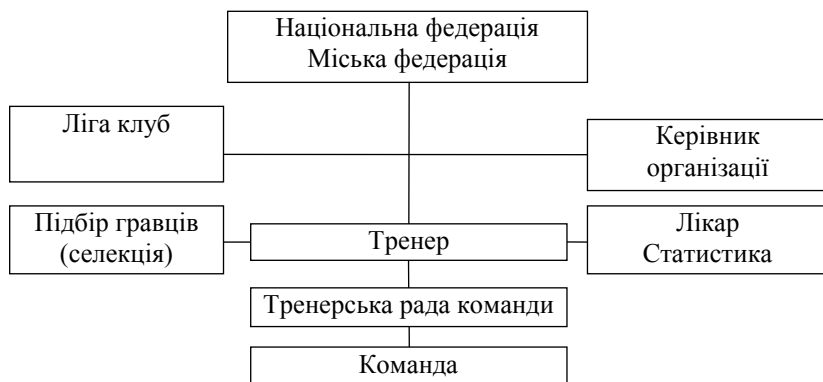 Національна федерація
Міська федерація
Ліга клуб
Керівник
організації
Підбір гравців
(селекція)
Тренер
Лікар
Статистика
Тренерська рада команди
Команда